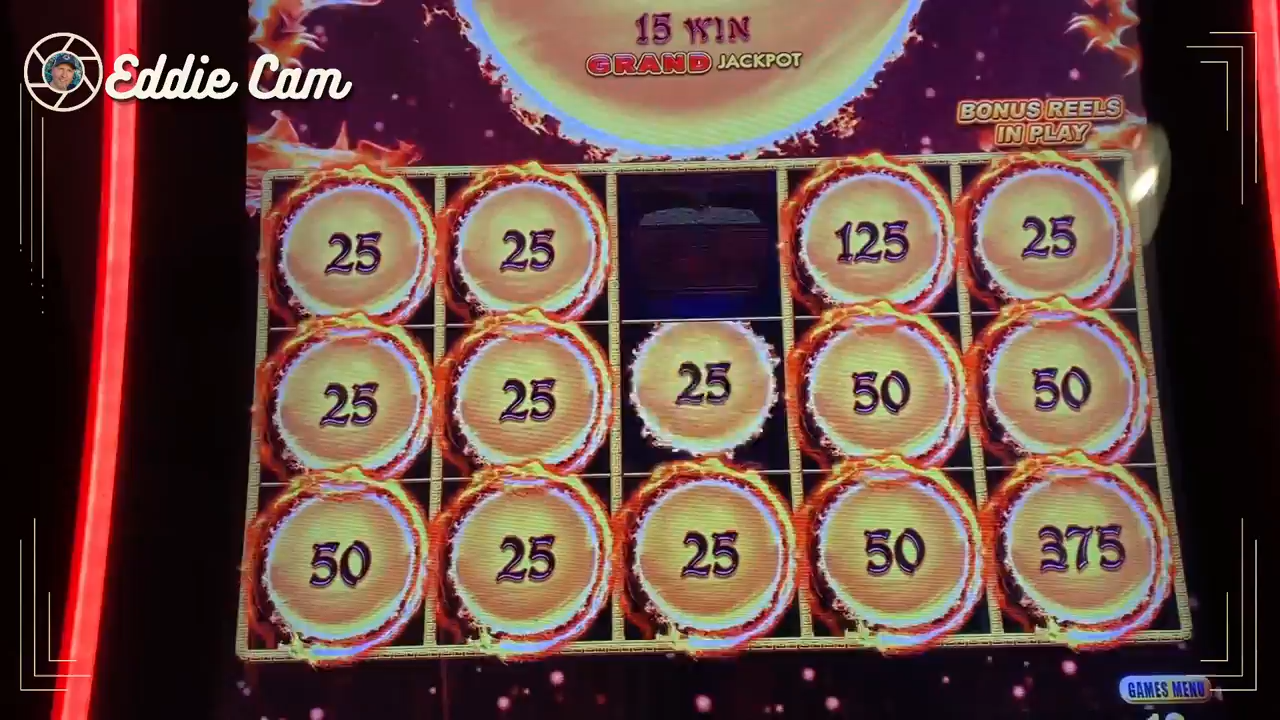 Eddie Cam
15 WIN
GRAND JACKPOT
BONUS REELS
IN PLAY
25 25 125 25
25 25 25 50 50
50 25 25 50 375
GAMES MENU